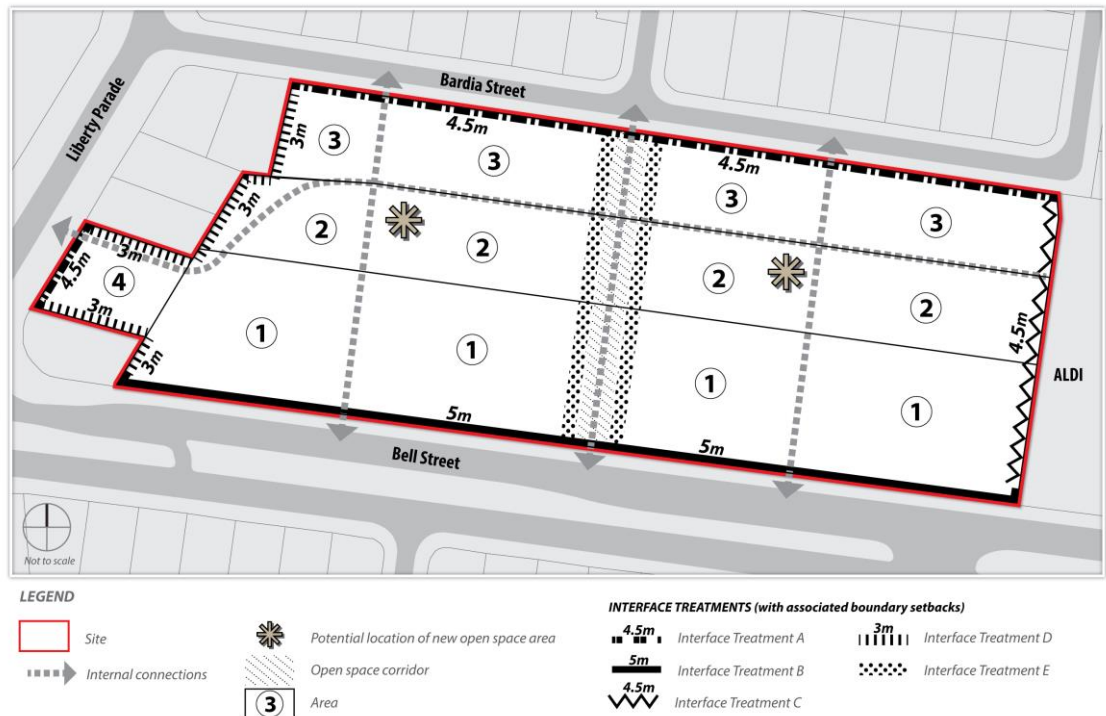 Bardia Street
Liberty Parade
4.5m
3m
3
3
4.5m
3
3
3m
2
2
2
2
3m
4.5m
4
3m
3m
1
1
1
1
4.5m
ALDI
5m
5m
Bell Street
Not to scale
LEGEND
Site
Internal connections
Potential location of new open space area
Open space corridor
3 Area
INTERFACE TREATMENTS (with associated boundary setbacks)
4.5m Interface Treatment A
5m Interface Treatment B
4.5m Interface Treatment C
3m Interface Treatment D
Interface Treatment E